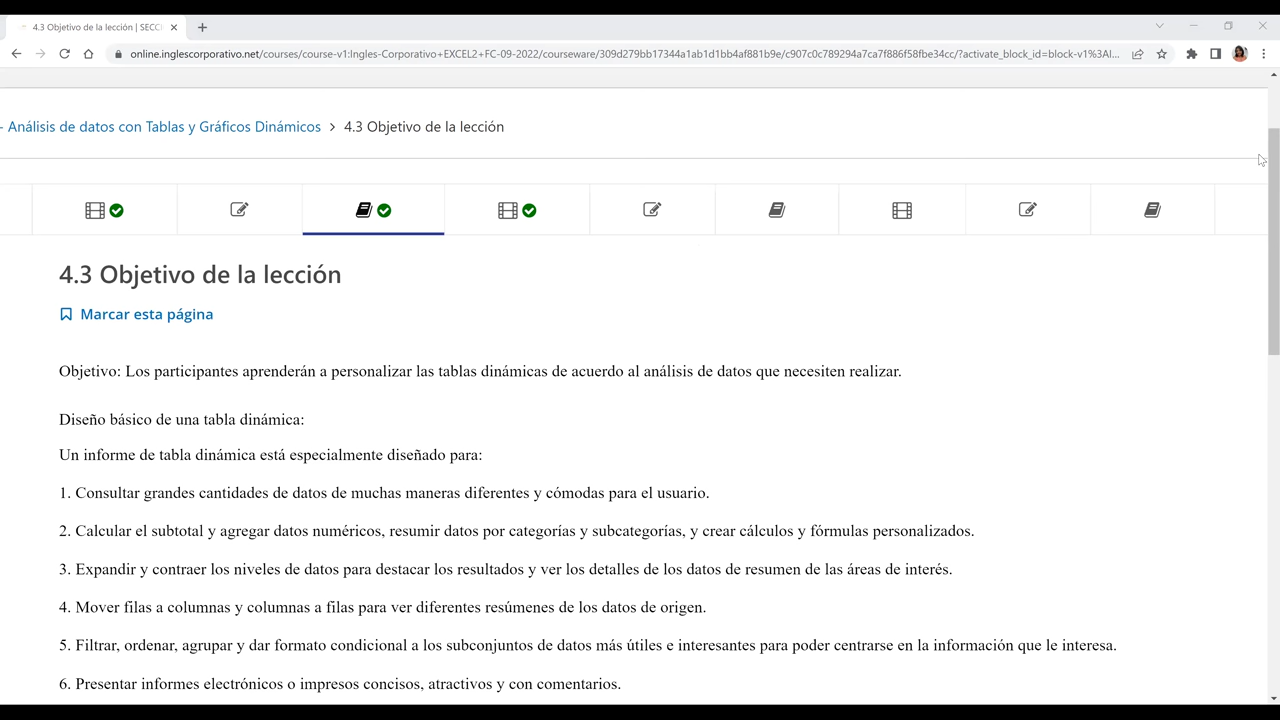 4.3 Objetivo de la lección | SECCI
online.inglescorporativo.net/courses/course-v1:Ingles-Corporativo+EXCEL2+FC-09-2022/courseware/309d279bb17344a1ab1d1bb4af881b9e/c907c0c789294a7ca7f886f58fbe34cc/?activate_block_id=block-v1%3AI...
- Análisis de datos con Tablas y Gráficos Dinámicos > 4.3 Objetivo de la lección
4.3 Objetivo de la lección
Marcar esta página
Objetivo: Los participantes aprenderán a personalizar las tablas dinámicas de acuerdo al análisis de datos que necesiten realizar.
Diseño básico de una tabla dinámica:
Un informe de tabla dinámica está especialmente diseñado para:
1. Consultar grandes cantidades de datos de muchas maneras diferentes y cómodas para el usuario.
2. Calcular el subtotal y agregar datos numéricos, resumir datos por categorías y subcategorías, y crear cálculos y fórmulas personalizados.
3. Expandir y contraer los niveles de datos para destacar los resultados y ver los detalles de los datos de resumen de las áreas de interés.
4. Mover filas a columnas y columnas a filas para ver diferentes resúmenes de los datos de origen.
5. Filtrar, ordenar, agrupar y dar formato condicional a los subconjuntos de datos más útiles e interesantes para poder centrarse en la información que le interesa.
6. Presentar informes electrónicos o impresos concisos, atractivos y con comentarios.